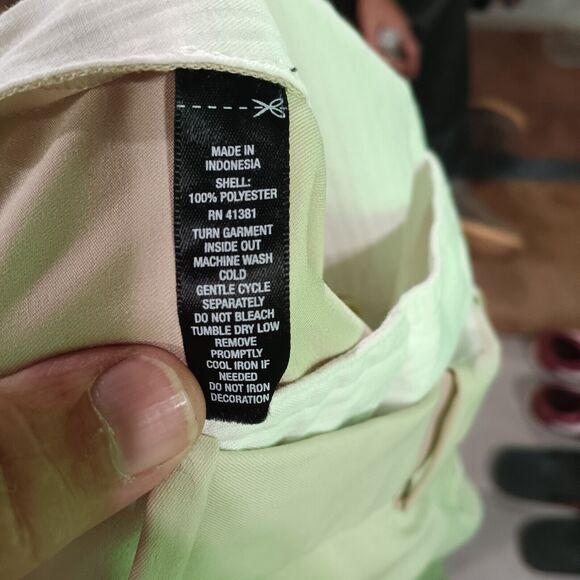 MADE IN
INDONESIA
SHELL:
100% POLYESTER
RN 41381
TURN GARMENT
INSIDE OUT
MACHINE WASH
COLD
GENTLE CYCLE
SEPARATELY
DO NOT BLEACH
TUMBLE DRY LOW
REMOVE
PROMPTLY
COOL IRON IF
NEEDED
DO NOT IRON
DECORATION